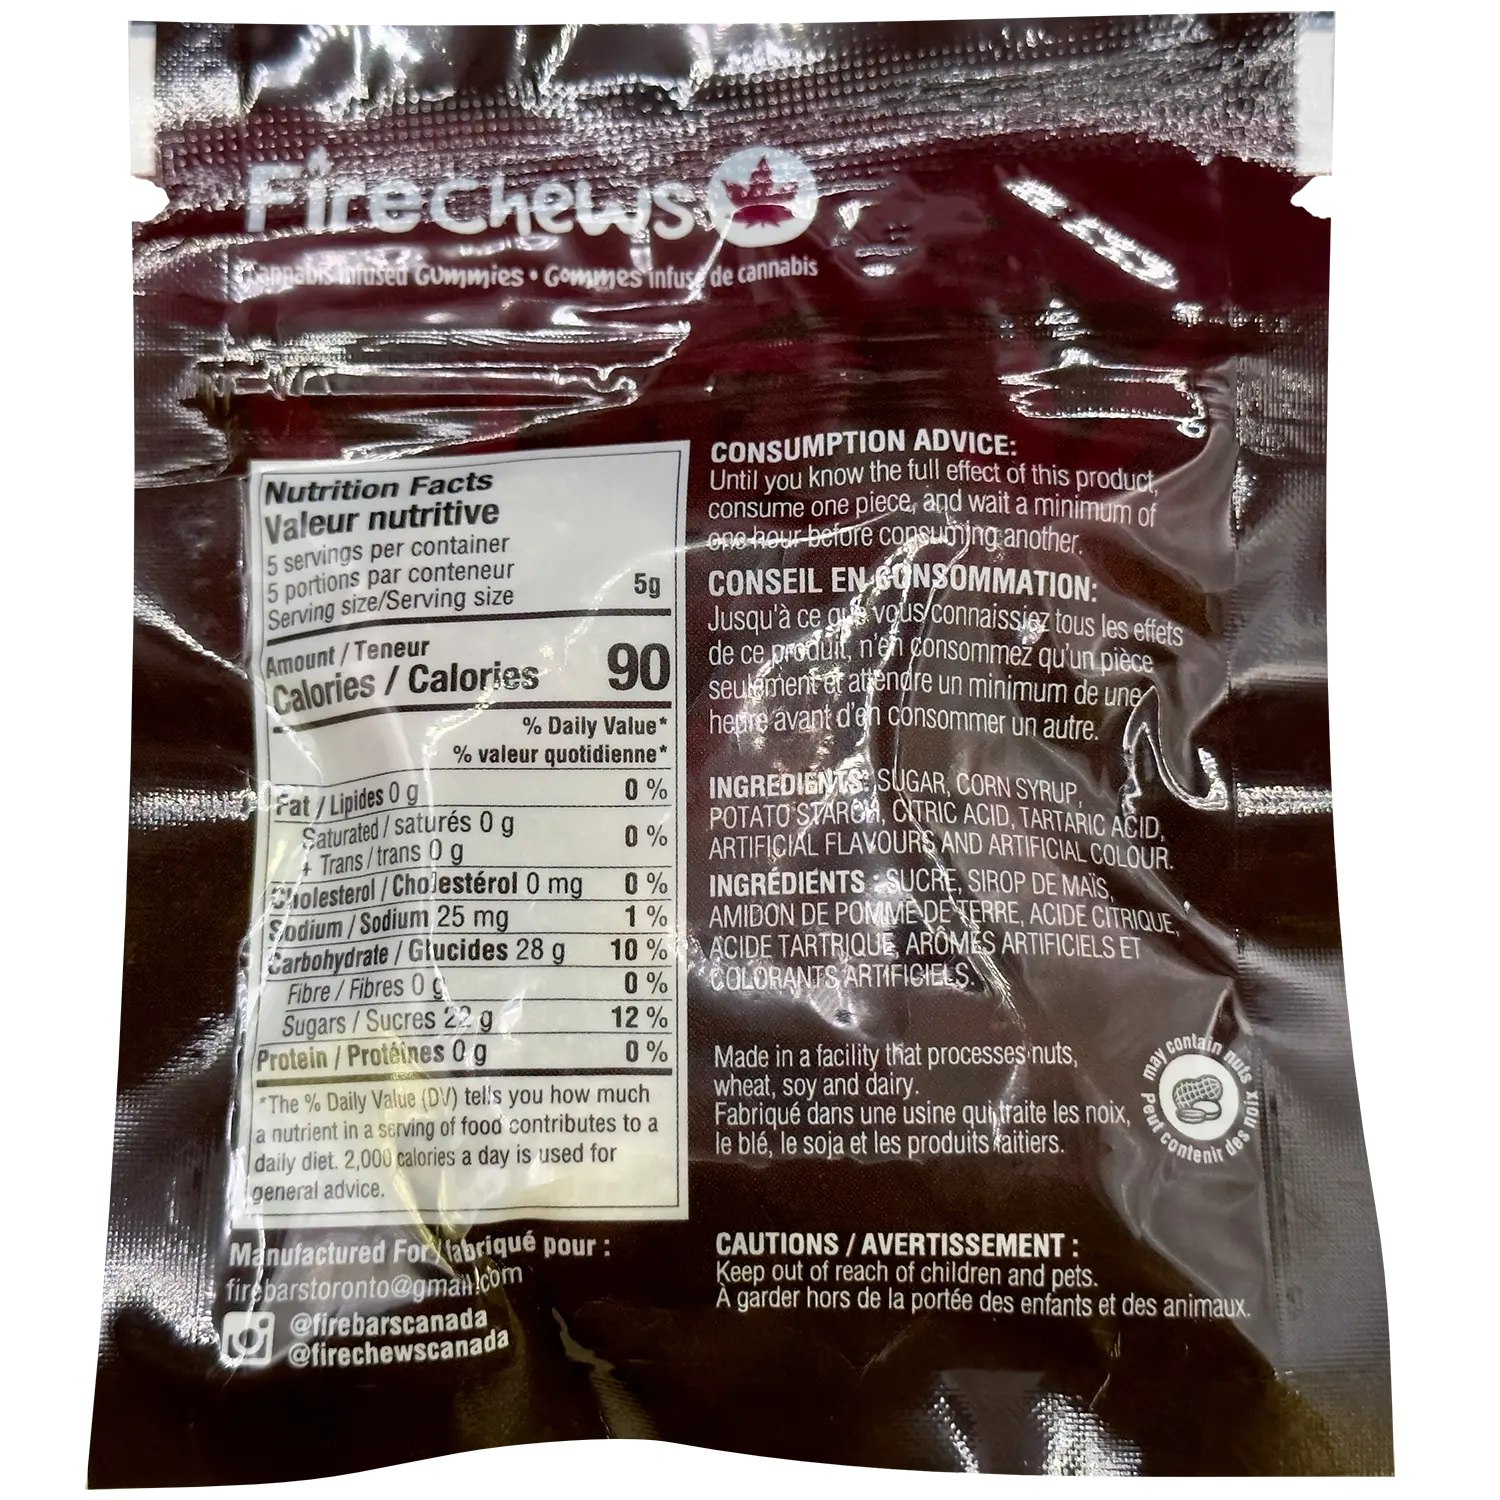 Firechews
Cannabis infused Gummies • Gommes infusé de cannabis
Nutrition Facts
Valeur nutritive
5 servings per container
5 portions par conteneur
Serving size/Serving size 5g
Amount / Teneur
Calories / Calories 90
% Daily Value*
% valeur quotidienne*
Fat / Lipides 0 g 0 %
Saturated / saturés 0 g
+ Trans / trans 0 g 0 %
Cholesterol / Cholestérol 0 mg 0 %
Sodium / Sodium 25 mg 1 %
Carbohydrate / Glucides 28 g 10 %
Fibre / Fibres 0 g 0 %
Sugars / Sucres 22 g 12 %
Protein / Protéines 0 g 0 %
*The % Daily Value (DV) tells you how much
a nutrient in a serving of food contributes to a
daily diet. 2,000 calories a day is used for
general advice.
Manufactured For / fabriqué pour :
firebarstoronto@gmail.com
@firebarscanada
@firechewscanada
CONSUMPTION ADVICE:
Until you know the full effect of this product,
consume one piece, and wait a minimum of
one hour before consuming another.
CONSEIL EN CONSOMMATION:
Jusqu'à ce que vous connaissiez tous les effets
de ce produit, n'en consommez qu'un pièce
seulement et attendre un minimum de une
heure avant d'en consommer un autre.
INGREDIENTS: SUGAR, CORN SYRUP,
POTATO STARCH, CITRIC ACID, TARTARIC ACID,
ARTIFICIAL FLAVOURS AND ARTIFICIAL COLOUR.
INGRÉDIENTS : SUCRE, SIROP DE MAÏS,
AMIDON DE POMME DE TERRE, ACIDE CITRIQUE,
ACIDE TARTRIQUE, ARÔMES ARTIFICIELS ET
COLORANTS ARTIFICIELS.
Made in a facility that processes nuts,
wheat, soy and dairy.
Fabriqué dans une usine qui traite les noix,
le blé, le soja et les produits laitiers.
may contain nuts
Peut contenir des noix
CAUTIONS / AVERTISSEMENT :
Keep out of reach of children and pets.
À garder hors de la portée des enfants et des animaux.